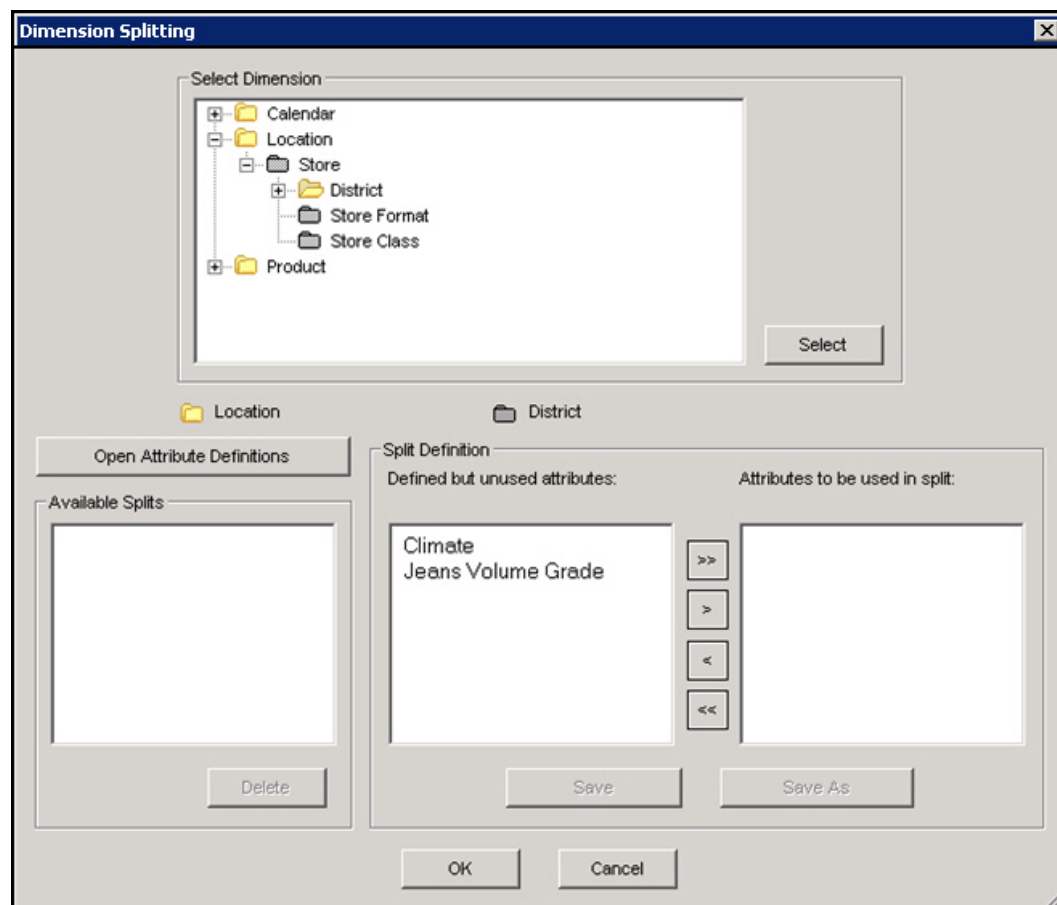 Dimension Splitting
Select Dimension
Calendar
Location
Store
District
Store Format
Store Class
Product
Select
Location
District
Open Attribute Definitions
Split Definition
Defined but unused attributes:
Attributes to be used in split:
Available Splits
Climate
Jeans Volume Grade
>>
>
<
<<
Delete
Save
Save As
OK
Cancel